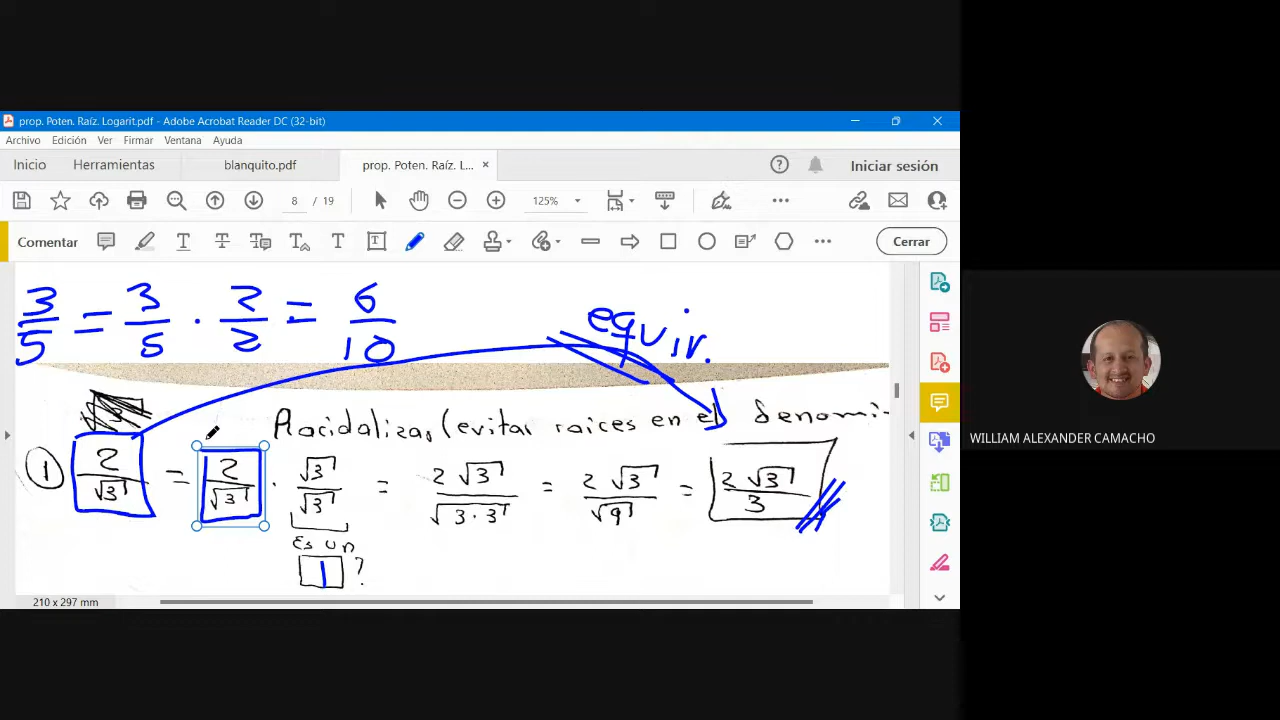 prop. Poten. Raíz. Logarit.pdf - Adobe Acrobat Reader DC (32-bit)
Archivo Edición Ver Firmar Ventana Ayuda
Inicio Herramientas blanquito.pdf prop. Poten. Raíz. L... × Iniciar sesión
8 / 19 125%
Comentar Cerrar
3/5 = 3/5 · 2/2 = 6/10 equiv.
Racidalizar (evitar raices en el denomi-
① 2/√3 = 2/√3 · √3/√3 = 2√3/√3·3 = 2√3/√9 = 2√3/3
Es un
1 ?
210 x 297 mm
WILLIAM ALEXANDER CAMACHO